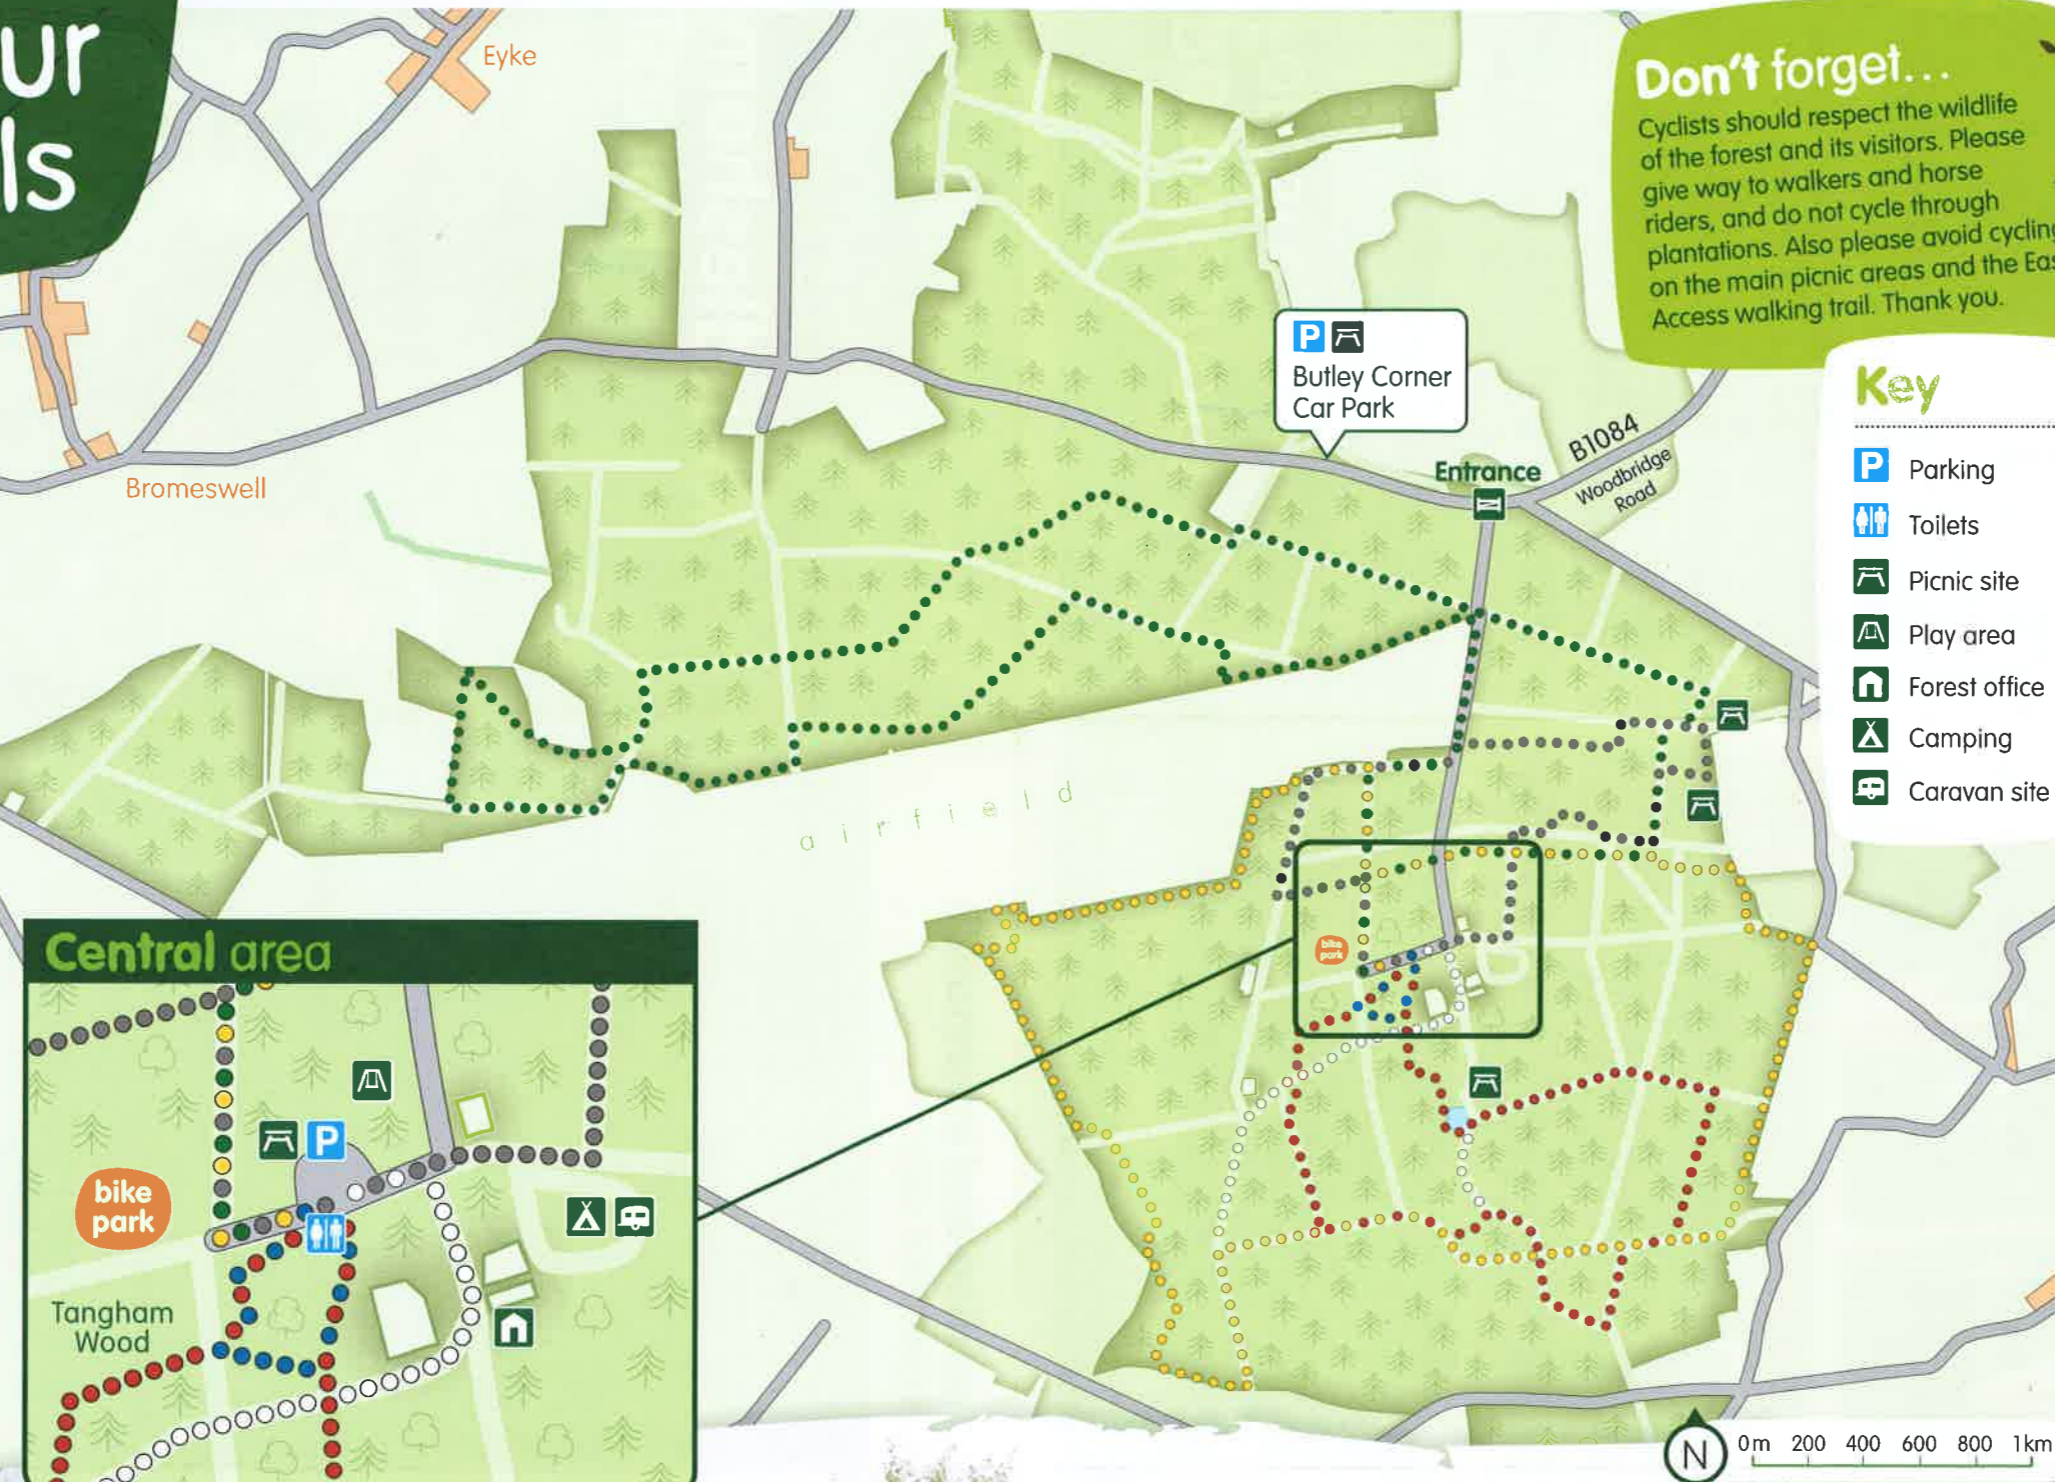 ur
ls
Eyke
Don't forget...
Cyclists should respect the wildlife
of the forest and its visitors. Please
give way to walkers and horse
riders, and do not cycle through
plantations. Also please avoid cycling
on the main picnic areas and the Eas
Access walking trail. Thank you.
P
Butley Corner
Car Park
Key
P Parking
Toilets
Picnic site
Play area
Forest office
Camping
Caravan site
B1084
Woodbridge
Road
Entrance
Bromeswell
airfield
bike
park
Central area
P
bike
park
Tangham
Wood
N
0m 200 400 600 800 1km